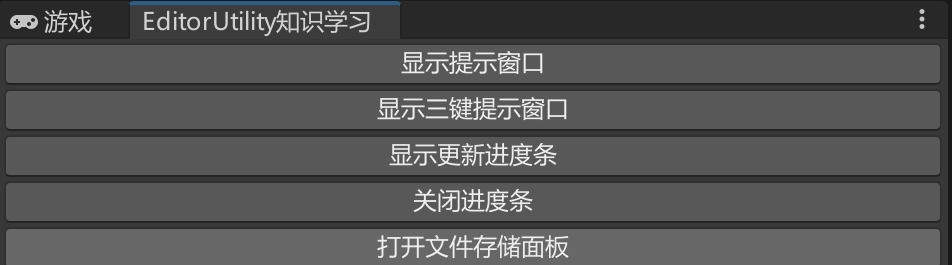 游戏 EditorUtility知识学习
显示提示窗口
显示三键提示窗口
显示更新进度条
关闭进度条
打开文件存储面板